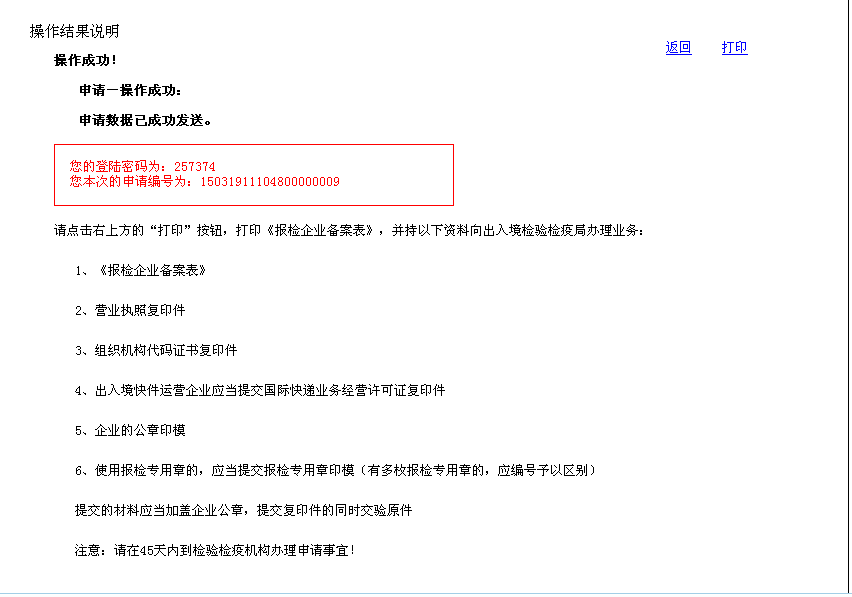 操作结果说明
返回 打印
操作成功!
申请一操作成功:
申请数据已成功发送。
您的登陆密码为: 257374
您本次的申请编号为: 15031911104800000009
请点击右上方的“打印”按钮, 打印《报检企业备案表》, 并持以下资料向出入境检验检疫局办理业务:
1、《报检企业备案表》
2、营业执照复印件
3、组织机构代码证书复印件
4、出入境快件运营企业应当提交国际快递业务经营许可证复印件
5、企业的公章印模
6、使用报检专用章的, 应当提交报检专用章印模（有多枚报检专用章的, 应编号予以区别）
提交的材料应当加盖企业公章, 提交复印件的同时交验原件
注意: 请在45天内到检验检疫机构办理申请事宜!